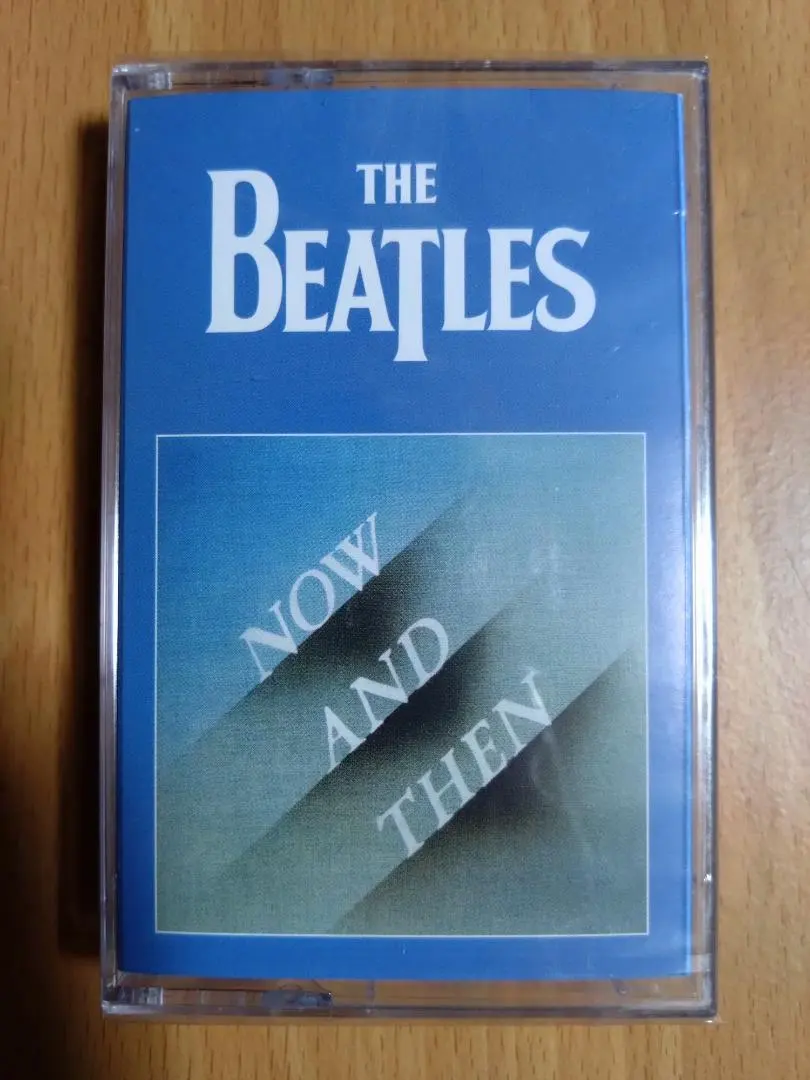 THE
BEATLES
NOW
AND
THEN